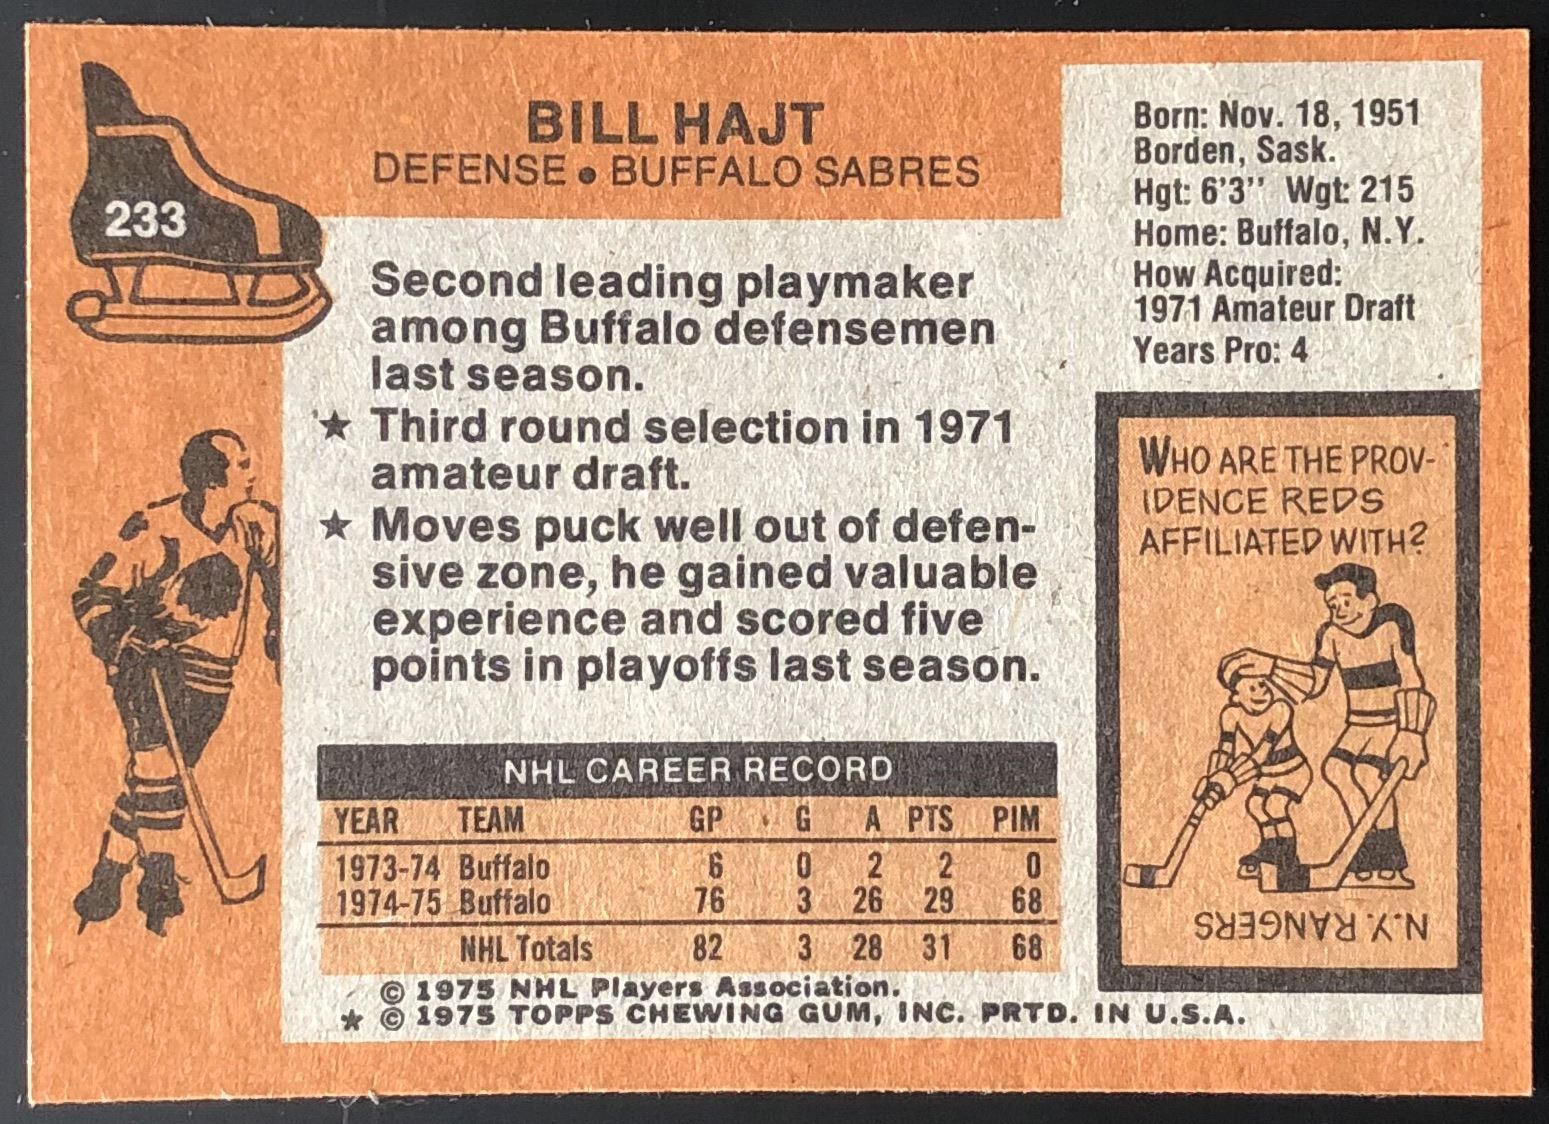 233
BILL HAJT
DEFENSE • BUFFALO SABRES
Born: Nov. 18, 1951
Borden, Sask.
Hgt: 6'3" Wgt: 215
Home: Buffalo, N.Y.
How Acquired:
1971 Amateur Draft
Years Pro: 4
Second leading playmaker
among Buffalo defensemen
last season.
★ Third round selection in 1971
amateur draft.
★ Moves puck well out of defen-
sive zone, he gained valuable
experience and scored five
points in playoffs last season.
WHO ARE THE PROV-
IDENCE REDS
AFFILIATED WITH?
N.Y. RANGERS
NHL CAREER RECORD
YEAR TEAM GP G A PTS PIM
1973-74 Buffalo 6 0 2 2 0
1974-75 Buffalo 76 3 26 29 68
NHL Totals 82 3 28 31 68
© 1975 NHL Players Association.
★ © 1975 TOPPS CHEWING GUM, INC. PRTD. IN U.S.A.